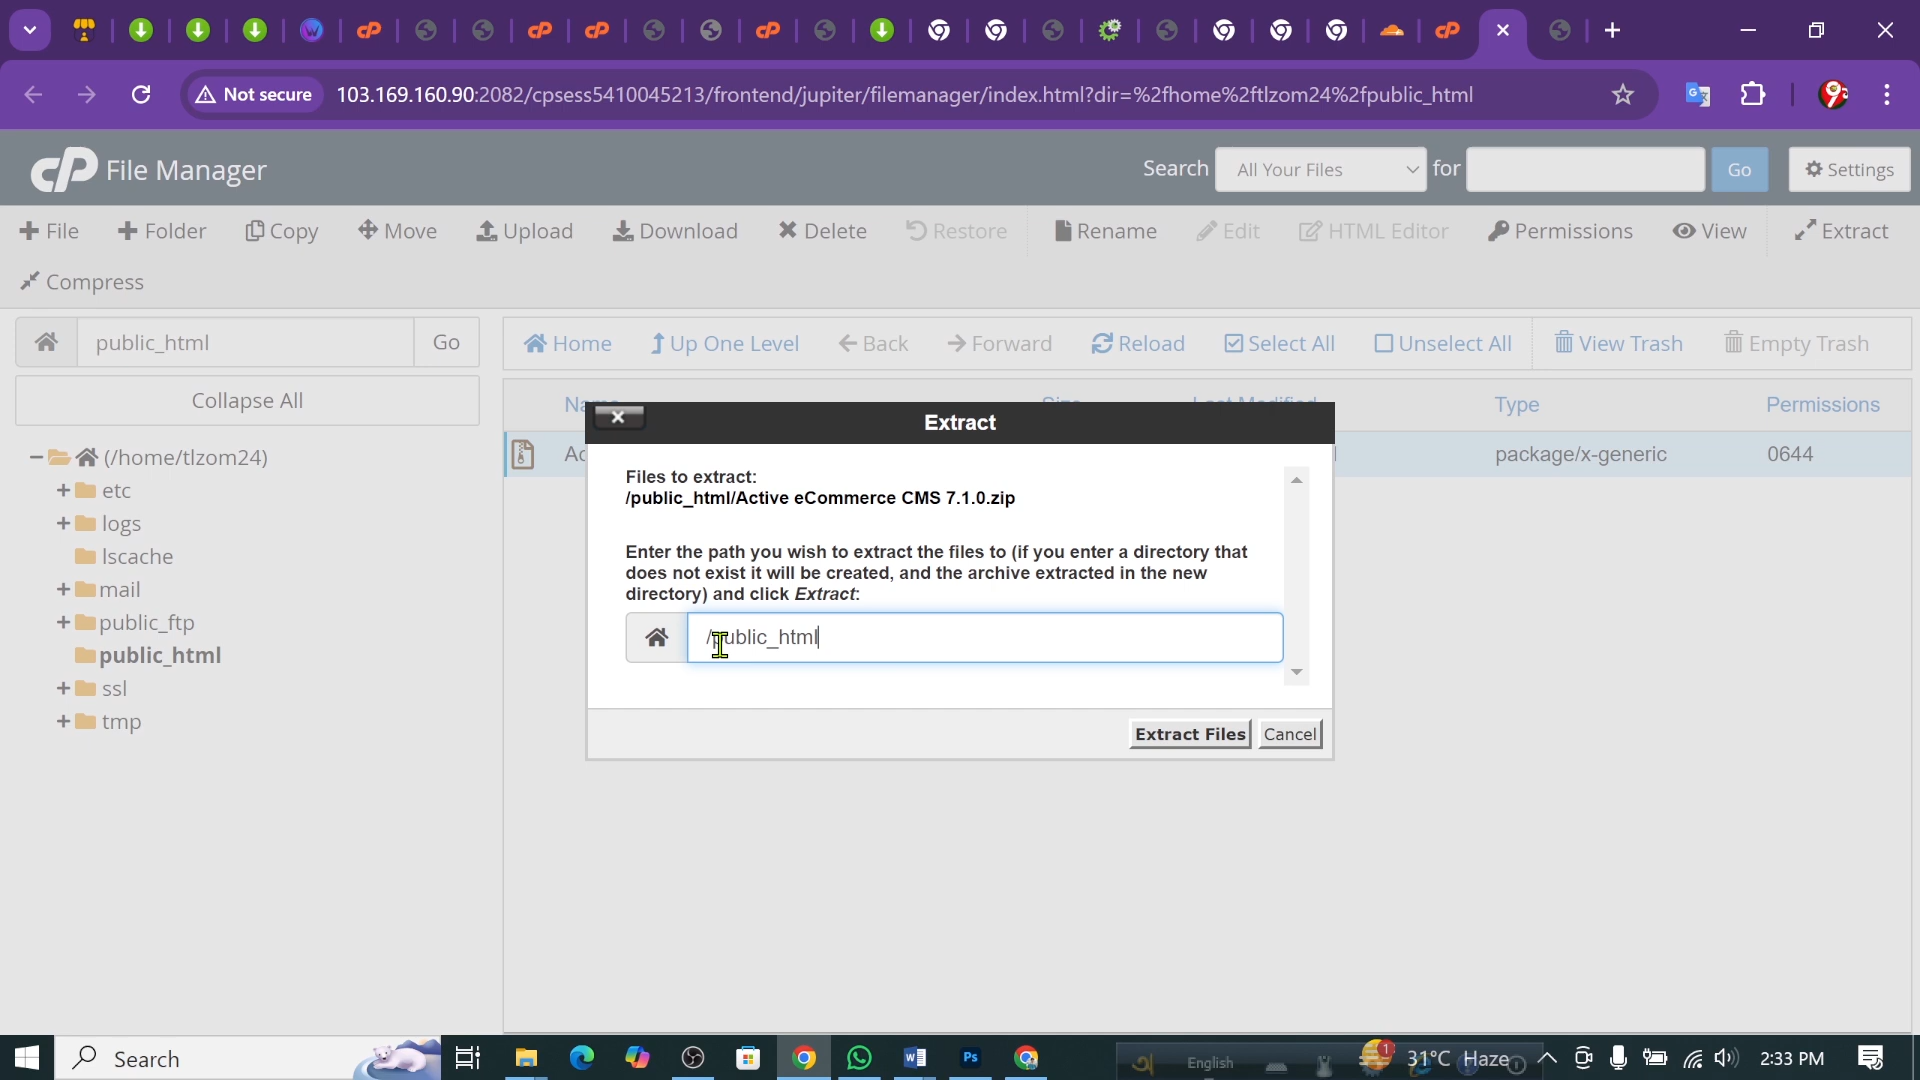 Not secure 103.169.160.90:2082/cpsess5410045213/frontend/jupiter/filemanager/index.html?dir=%2fhome%2ftlzom24%2fpublic_html
cP File Manager
Search All Your Files for Go Settings
File Folder Copy Move Upload Download Delete Restore Rename Edit HTML Editor Permissions View Extract
Compress
public_html Go
Home Up One Level Back Forward Reload Select All Unselect All View Trash Empty Trash
Collapse All
Type Permissions
package/x-generic 0644
(/home/tlzom24)
etc
logs
lscache
mail
public_ftp
public_html
ssl
tmp
Extract
Files to extract:
/public_html/Active eCommerce CMS 7.1.0.zip
Enter the path you wish to extract the files to (if you enter a directory that
does not exist it will be created, and the archive extracted in the new
directory) and click Extract:
/public_html
Extract Files Cancel
Search
English
1
31°C Haze
2:33 PM